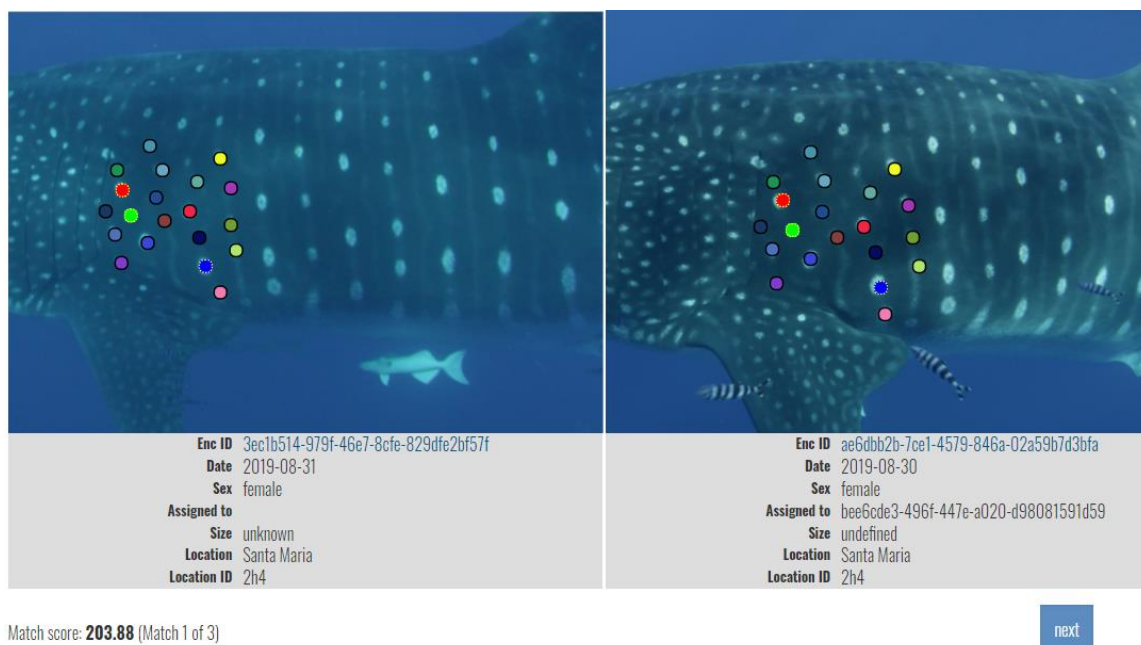 Enc ID 3ec1b514-979f-46e7-8cfe-829dfe2bf57f
Date 2019-08-31
Sex female
Assigned to
Size unknown
Location Santa Maria
Location ID 2h4
Enc ID ae6dbb2b-7ce1-4579-846a-02a59b7d3bfa
Date 2019-08-30
Sex female
Assigned to bee6cde3-496f-447e-a020-d98081591d59
Size undefined
Location Santa Maria
Location ID 2h4
Match score: 203.88 (Match 1 of 3)
next